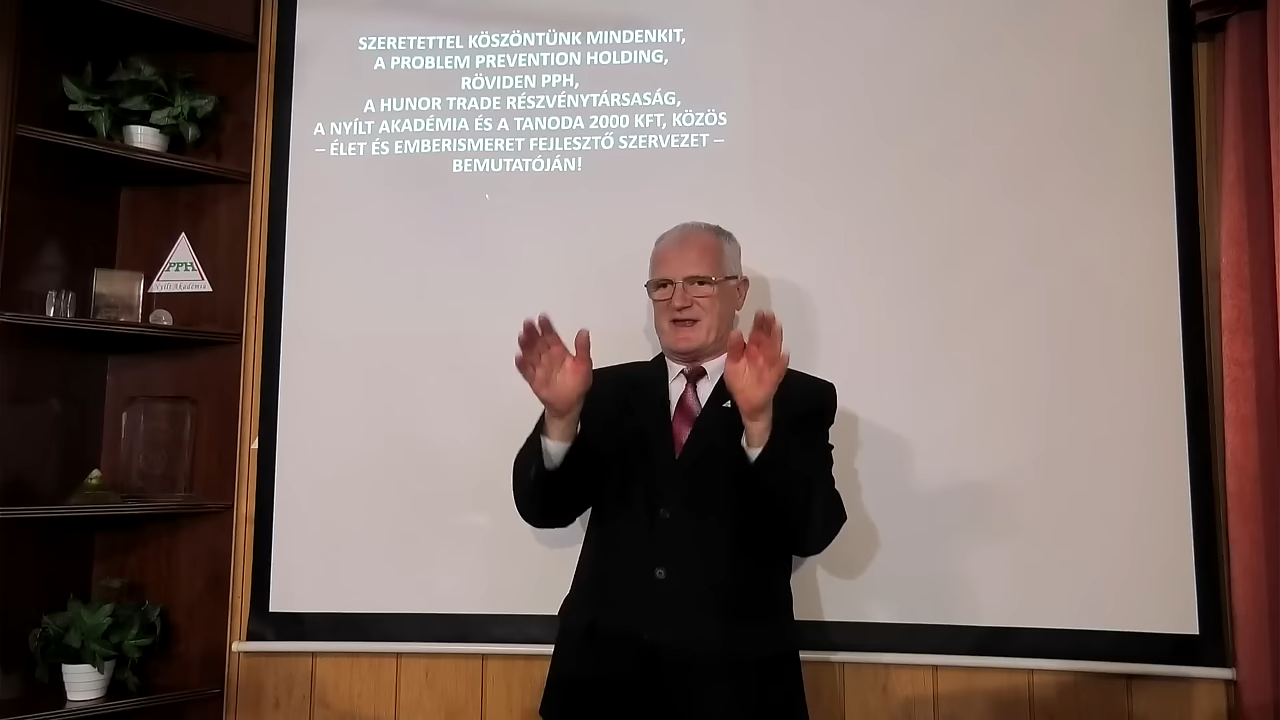 SZERETETTEL KÖSZÖNTÜNK MINDENKIT,
A PROBLEM PREVENTION HOLDING,
RÖVIDEN PPH,
A HUNOR TRADE RÉSZVÉNYTÁRSASÁG,
A NYÍLT AKADÉMIA ÉS A TANODA 2000 KFT, KÖZÖS
– ÉLET ÉS EMBERISMERET FEJLESZTŐ SZERVEZET –
BEMUTATÓJÁN!
PPH
Nyílt Akadémia